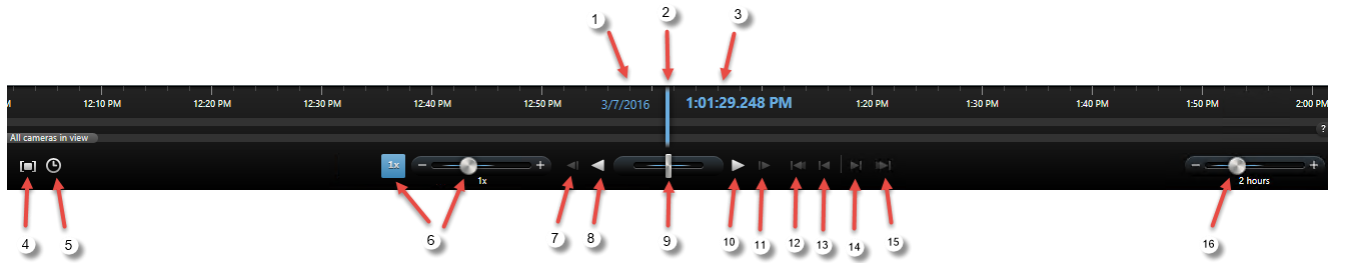 1 2 3
M 12:10 PM 12:20 PM 12:30 PM 12:40 PM 12:50 PM 3/7/2016 1:01:29.248 PM 1:20 PM 1:30 PM 1:40 PM 1:50 PM 2:00 PM
?
All cameras in view
1x − +
1x
− +
2 hours
4 5 6 7 8 9 10 11 12 13 14 15 16